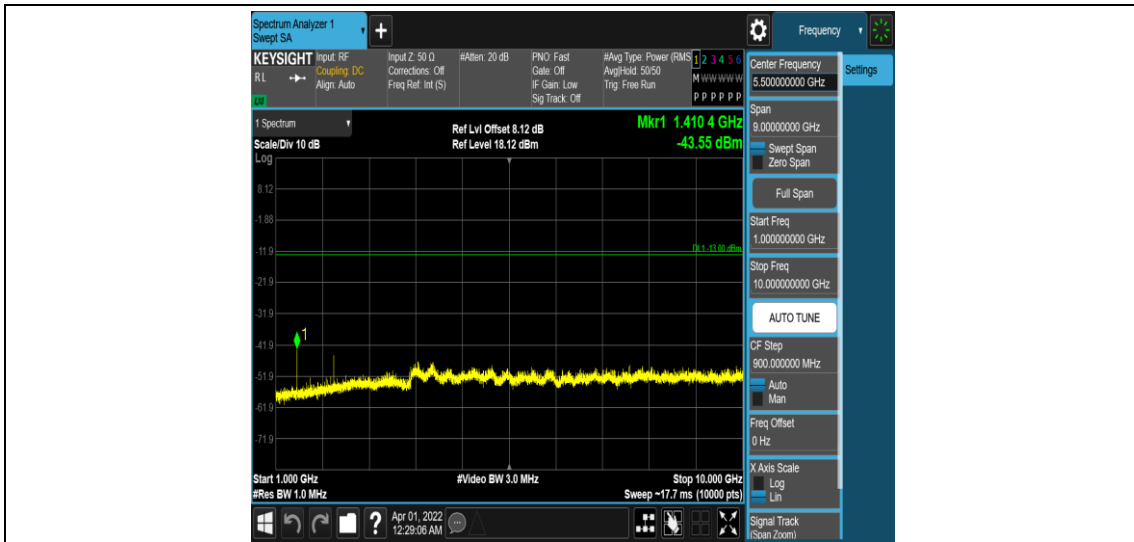 Spectrum Analyzer 1
Swept SA
+
Frequency
KEYSIGHT
RL
LXI
Input: RF
Coupling: DC
Align: Auto
Input Z: 50 Ω
Corrections: Off
Freq Ref: Int (S)
#Atten: 20 dB
PNO: Fast
Gate: Off
IF Gain: Low
Sig Track: Off
#Avg Type: Power (RMS
Avg|Hold: 50/50
Trig: Free Run
1 2 3 4 5 6
M W W W W W
P P P P P P
1 Spectrum
Scale/Div 10 dB
Log
Ref Lvl Offset 8.12 dB
Ref Level 18.12 dBm
Mkr1 1.410 4 GHz
-43.55 dBm
8.12
-1.88
-11.9
DL1 -13.00 dBm
-21.9
-31.9
1
-41.9
-51.9
-61.9
-71.9
Start 1.000 GHz
#Res BW 1.0 MHz
#Video BW 3.0 MHz
Stop 10.000 GHz
Sweep ~17.7 ms (10000 pts)
?
Apr 01, 2022
12:29:06 AM
Center Frequency
5.500000000 GHz
Settings
Span
9.00000000 GHz
Swept Span
Zero Span
Full Span
Start Freq
1.000000000 GHz
Stop Freq
10.000000000 GHz
AUTO TUNE
CF Step
900.000000 MHz
Auto
Man
Freq Offset
0 Hz
X Axis Scale
Log
Lin
Signal Track
(Span Zoom)